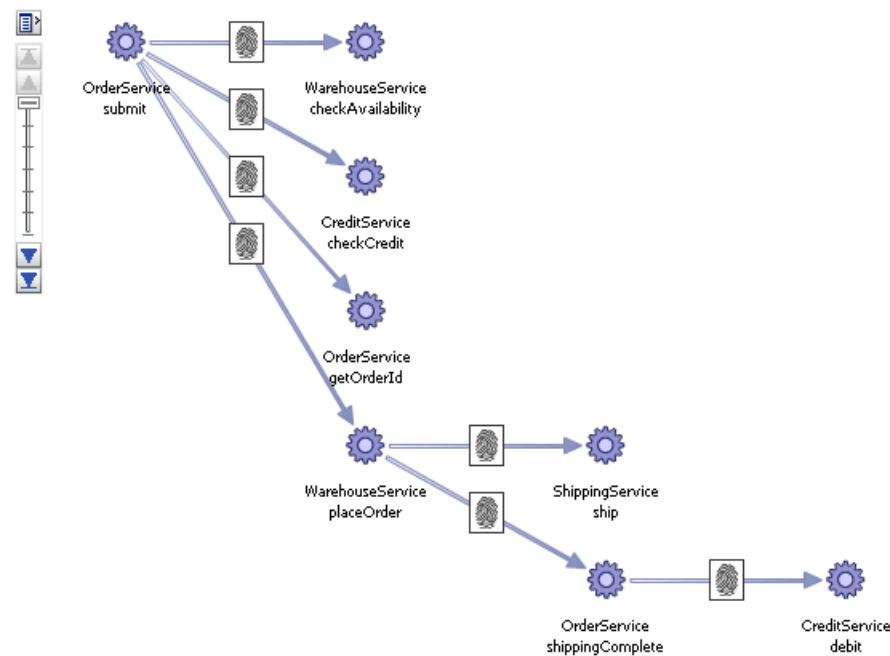 OrderService
submit
WarehouseService
checkAvailability
CreditService
checkCredit
OrderService
getOrderId
WarehouseService
placeOrder
ShippingService
ship
OrderService
shippingComplete
CreditService
debit